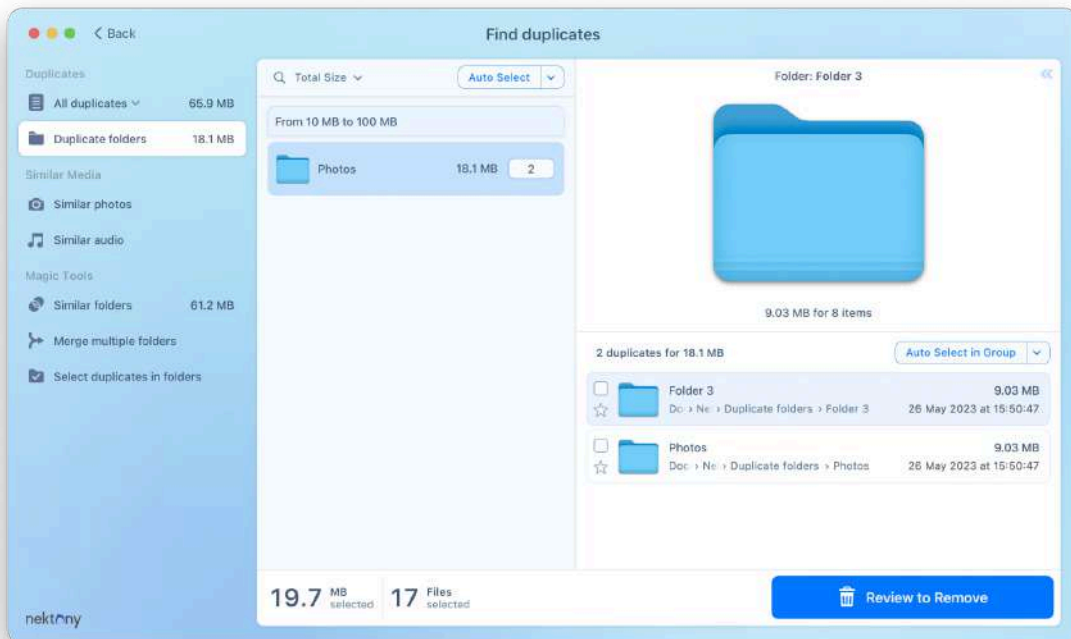 Back
Find duplicates
Duplicates
All duplicates 65.9 MB
Duplicate folders 18.1 MB
Similar Media
Similar photos
Similar audio
Magic Tools
Similar folders 61.2 MB
Merge multiple folders
Select duplicates in folders
nektony
Total Size
Auto Select
From 10 MB to 100 MB
Photos 18.1 MB 2
Folder: Folder 3
9.03 MB for 8 items
2 duplicates for 18.1 MB
Auto Select in Group
Folder 3 9.03 MB
Do › Ne › Duplicate folders › Folder 3 26 May 2023 at 15:50:47
Photos 9.03 MB
Doc › Ne › Duplicate folders › Photos 26 May 2023 at 15:50:47
19.7 MB selected
17 Files selected
Review to Remove